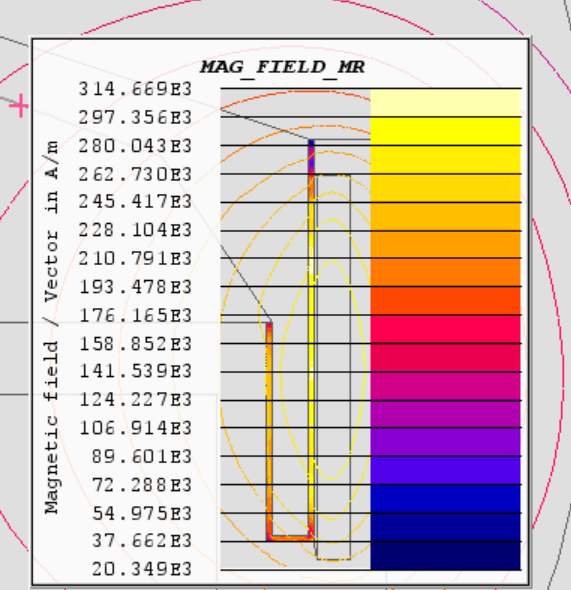 MAG_FIELD_MR
Magnetic field / Vector in A/m
314.669E3
297.356E3
280.043E3
262.730E3
245.417E3
228.104E3
210.791E3
193.478E3
176.165E3
158.852E3
141.539E3
124.227E3
106.914E3
89.601E3
72.288E3
54.975E3
37.662E3
20.349E3